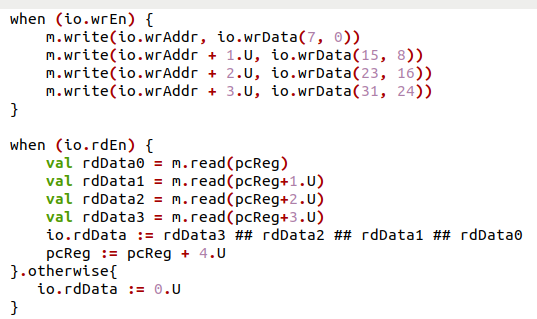 when (io.wrEn) {
    m.write(io.wrAddr, io.wrData(7, 0))
    m.write(io.wrAddr + 1.U, io.wrData(15, 8))
    m.write(io.wrAddr + 2.U, io.wrData(23, 16))
    m.write(io.wrAddr + 3.U, io.wrData(31, 24))
}

when (io.rdEn) {
    val rdData0 = m.read(pcReg)
    val rdData1 = m.read(pcReg+1.U)
    val rdData2 = m.read(pcReg+2.U)
    val rdData3 = m.read(pcReg+3.U)
    io.rdData := rdData3 ## rdData2 ## rdData1 ## rdData0
    pcReg := pcReg + 4.U
}.otherwise{
   io.rdData := 0.U
}